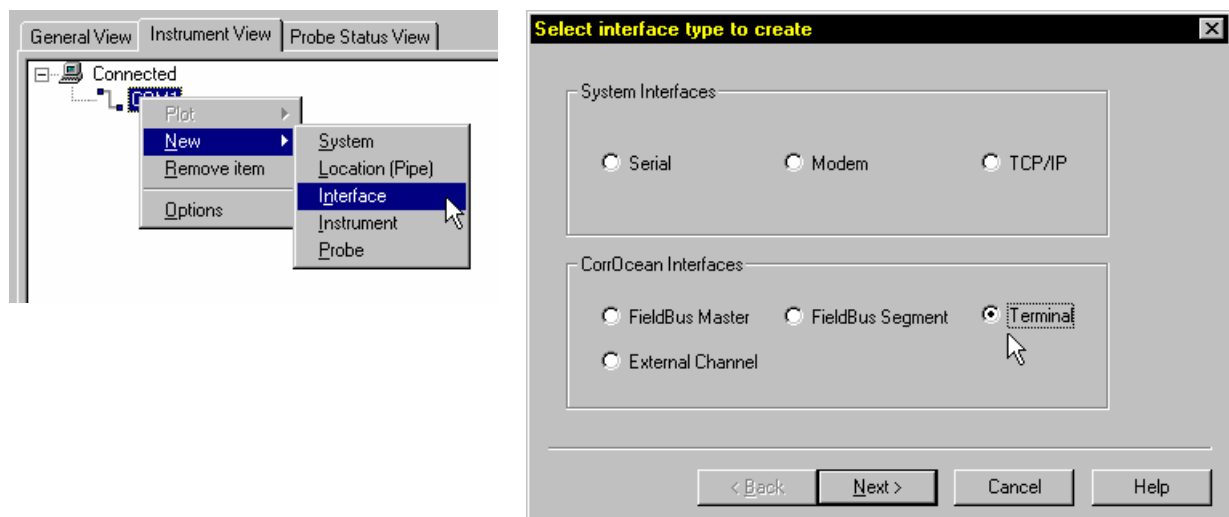 General View Instrument View Probe Status View
Connected
COM1
Plot
New
Remove item
Options
System
Location (Pipe)
Interface
Instrument
Probe
Select interface type to create
System Interfaces
Serial Modem TCP/IP
CorrOcean Interfaces
FieldBus Master FieldBus Segment Terminal
External Channel
< Back Next > Cancel Help